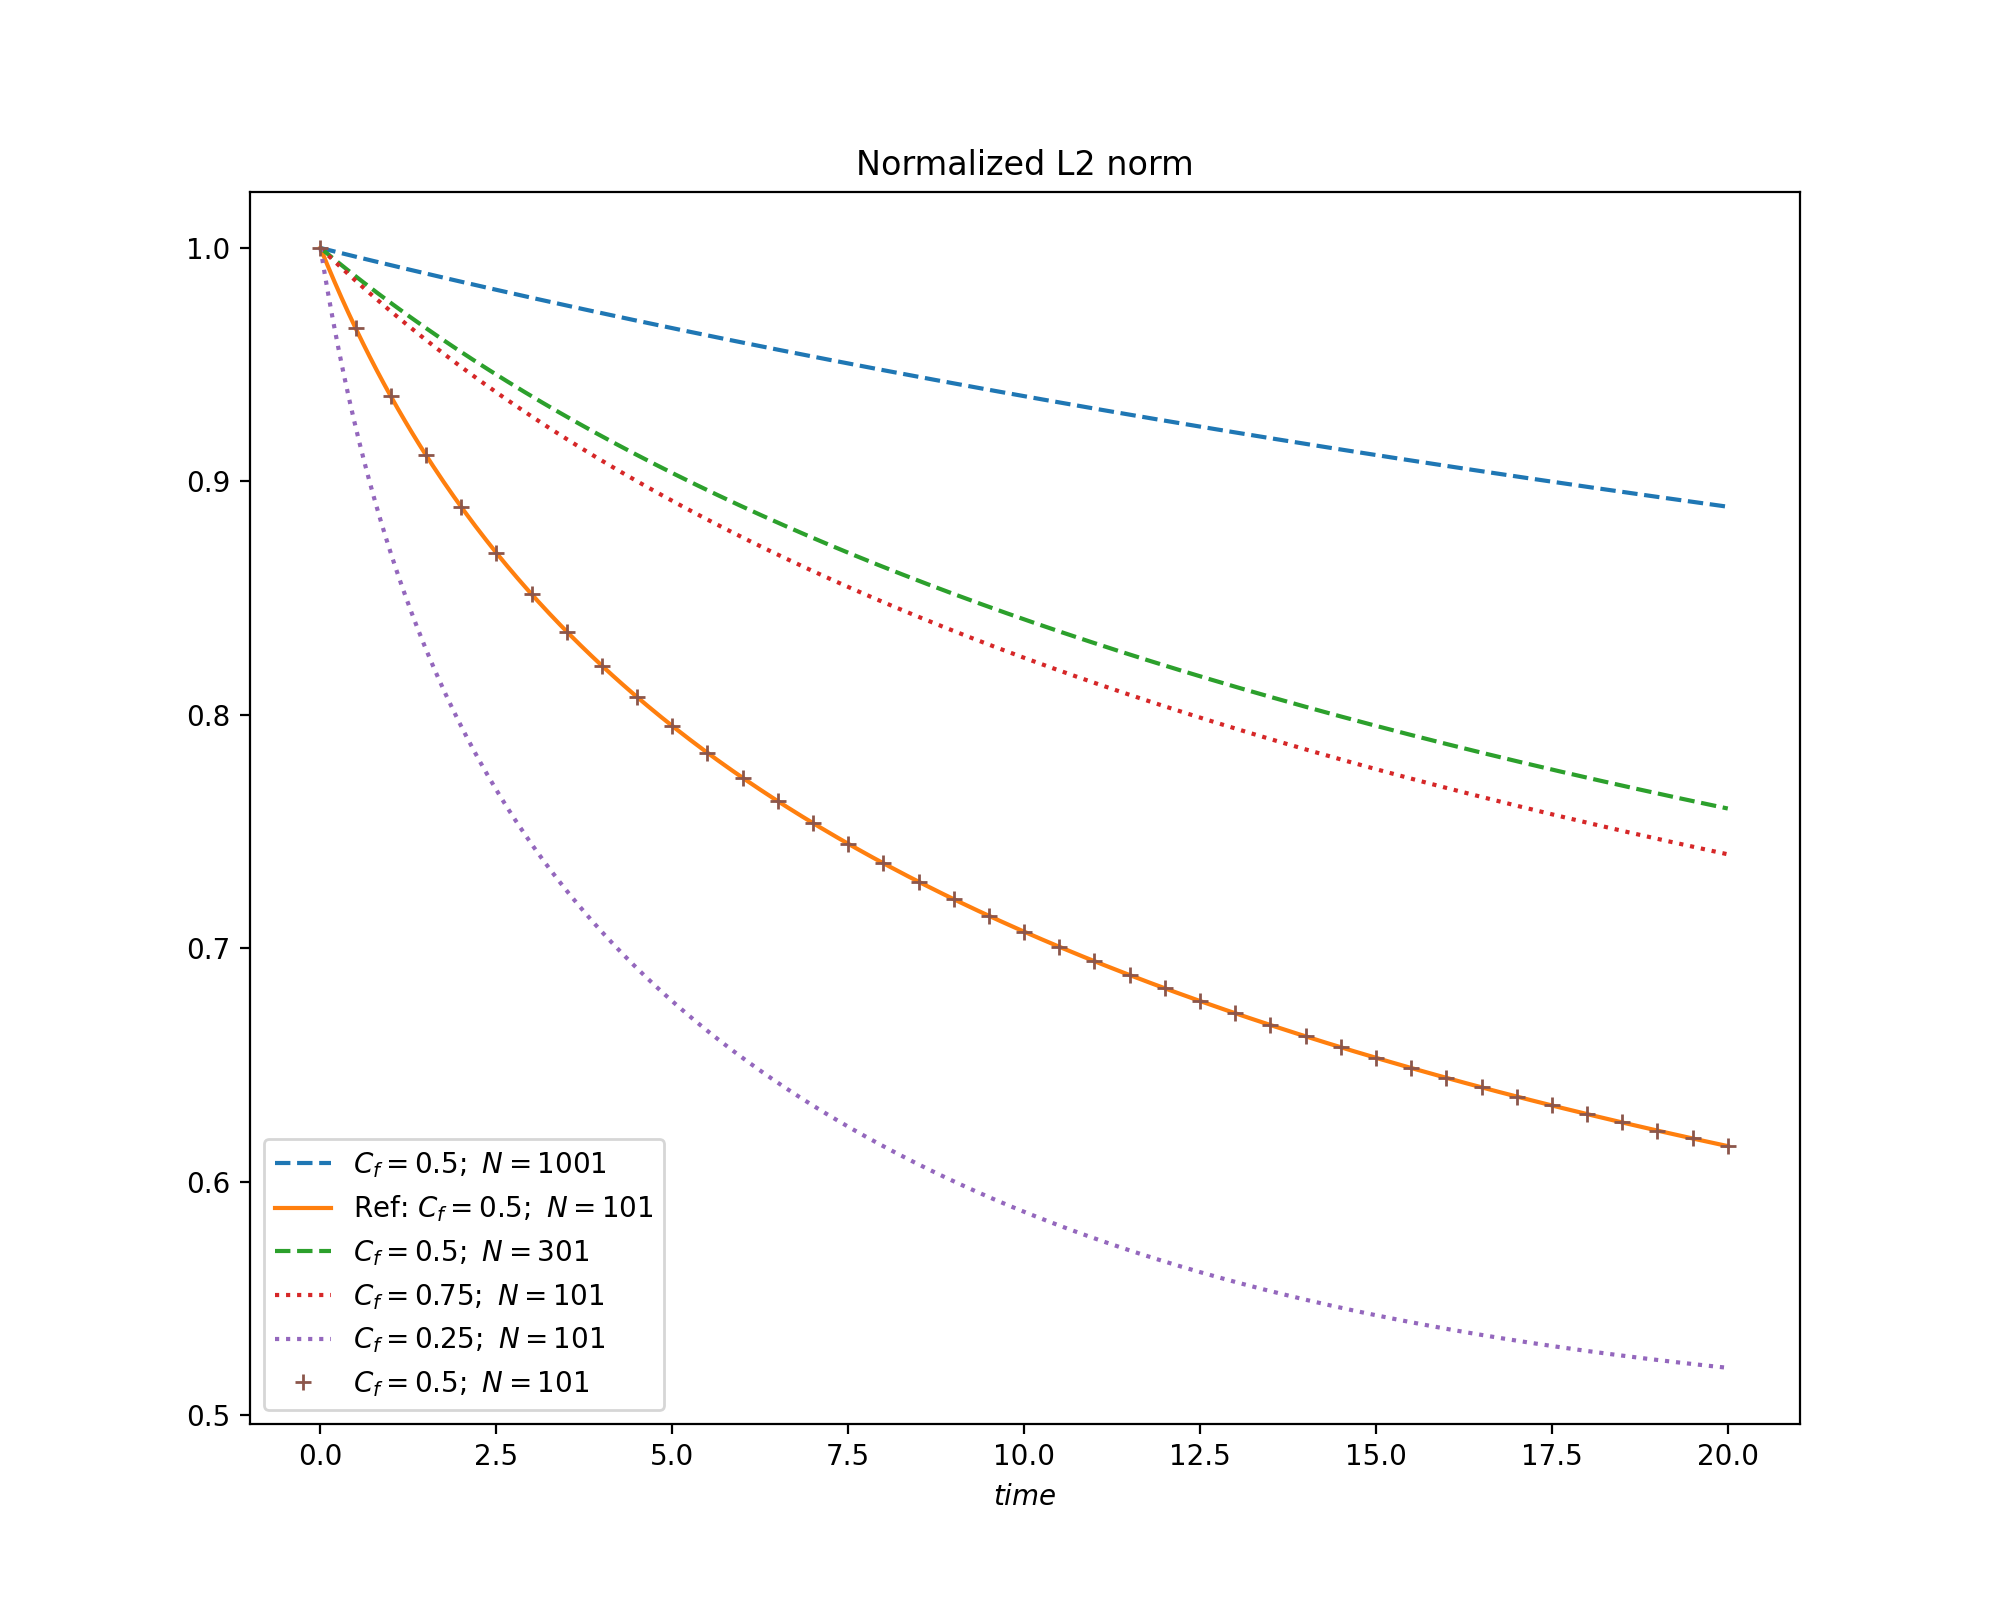 Normalized L2 norm
1.0
0.9
0.8
0.7
0.6
0.5
C_f = 0.5; N = 1001
Ref: C_f = 0.5; N = 101
C_f = 0.5; N = 301
C_f = 0.75; N = 101
C_f = 0.25; N = 101
C_f = 0.5; N = 101
0.0 2.5 5.0 7.5 10.0 12.5 15.0 17.5 20.0
time